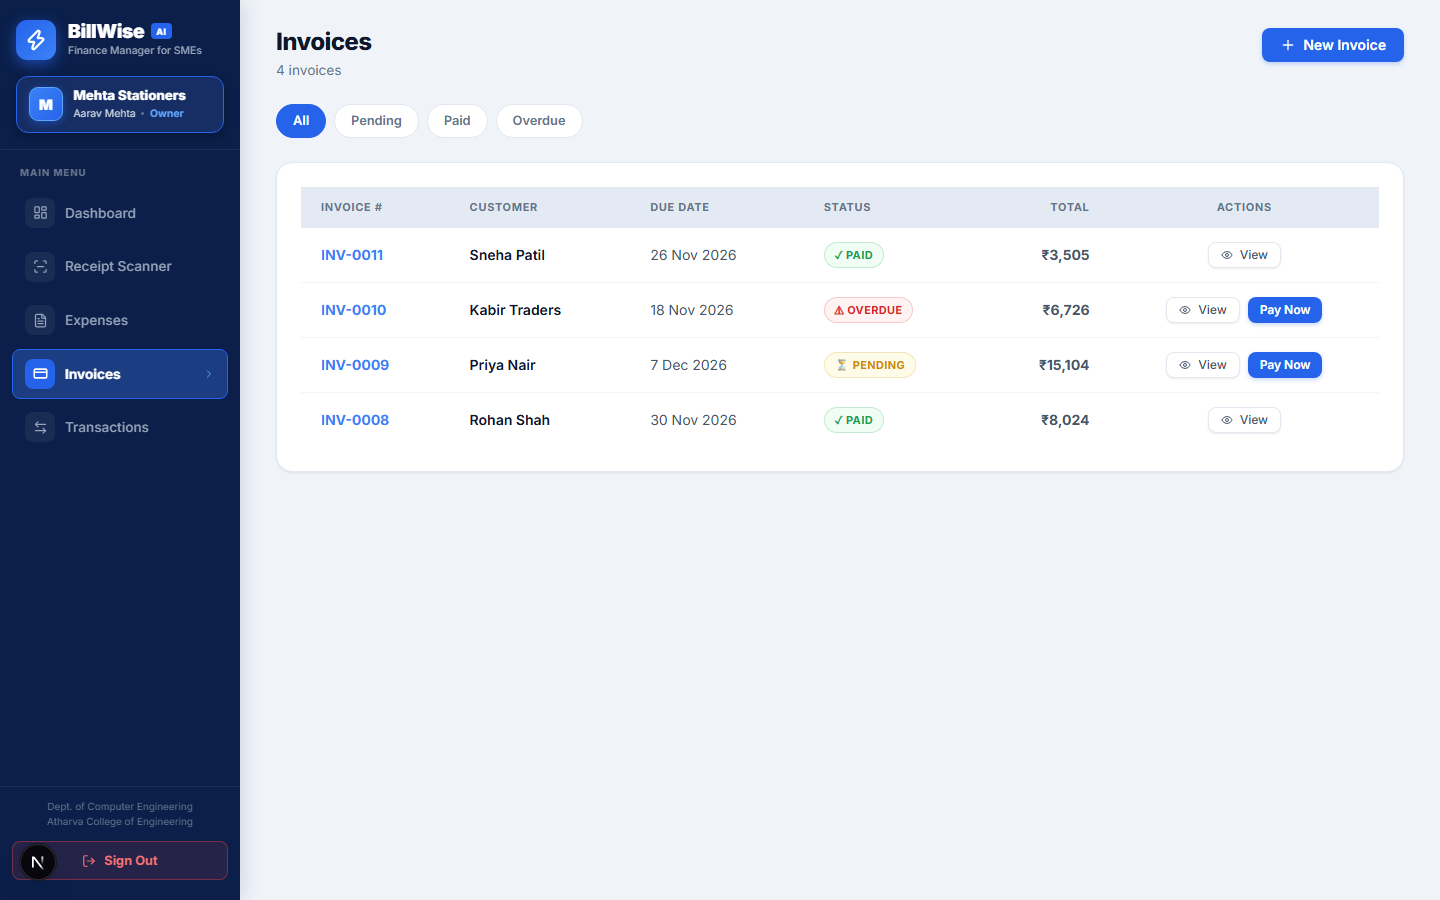 BillWise AI
Finance Manager for SMEs
M
Mehta Stationers
Aarav Mehta • Owner
MAIN MENU
Dashboard
Receipt Scanner
Expenses
Invoices
Transactions
Dept. of Computer Engineering
Atharva College of Engineering
N
Sign Out
Invoices
4 invoices
+ New Invoice
All Pending Paid Overdue
INVOICE # CUSTOMER DUE DATE STATUS TOTAL ACTIONS
INV-0011 Sneha Patil 26 Nov 2026 ✓ PAID ₹3,505 View
INV-0010 Kabir Traders 18 Nov 2026 ⚠ OVERDUE ₹6,726 View Pay Now
INV-0009 Priya Nair 7 Dec 2026 ⏳ PENDING ₹15,104 View Pay Now
INV-0008 Rohan Shah 30 Nov 2026 ✓ PAID ₹8,024 View